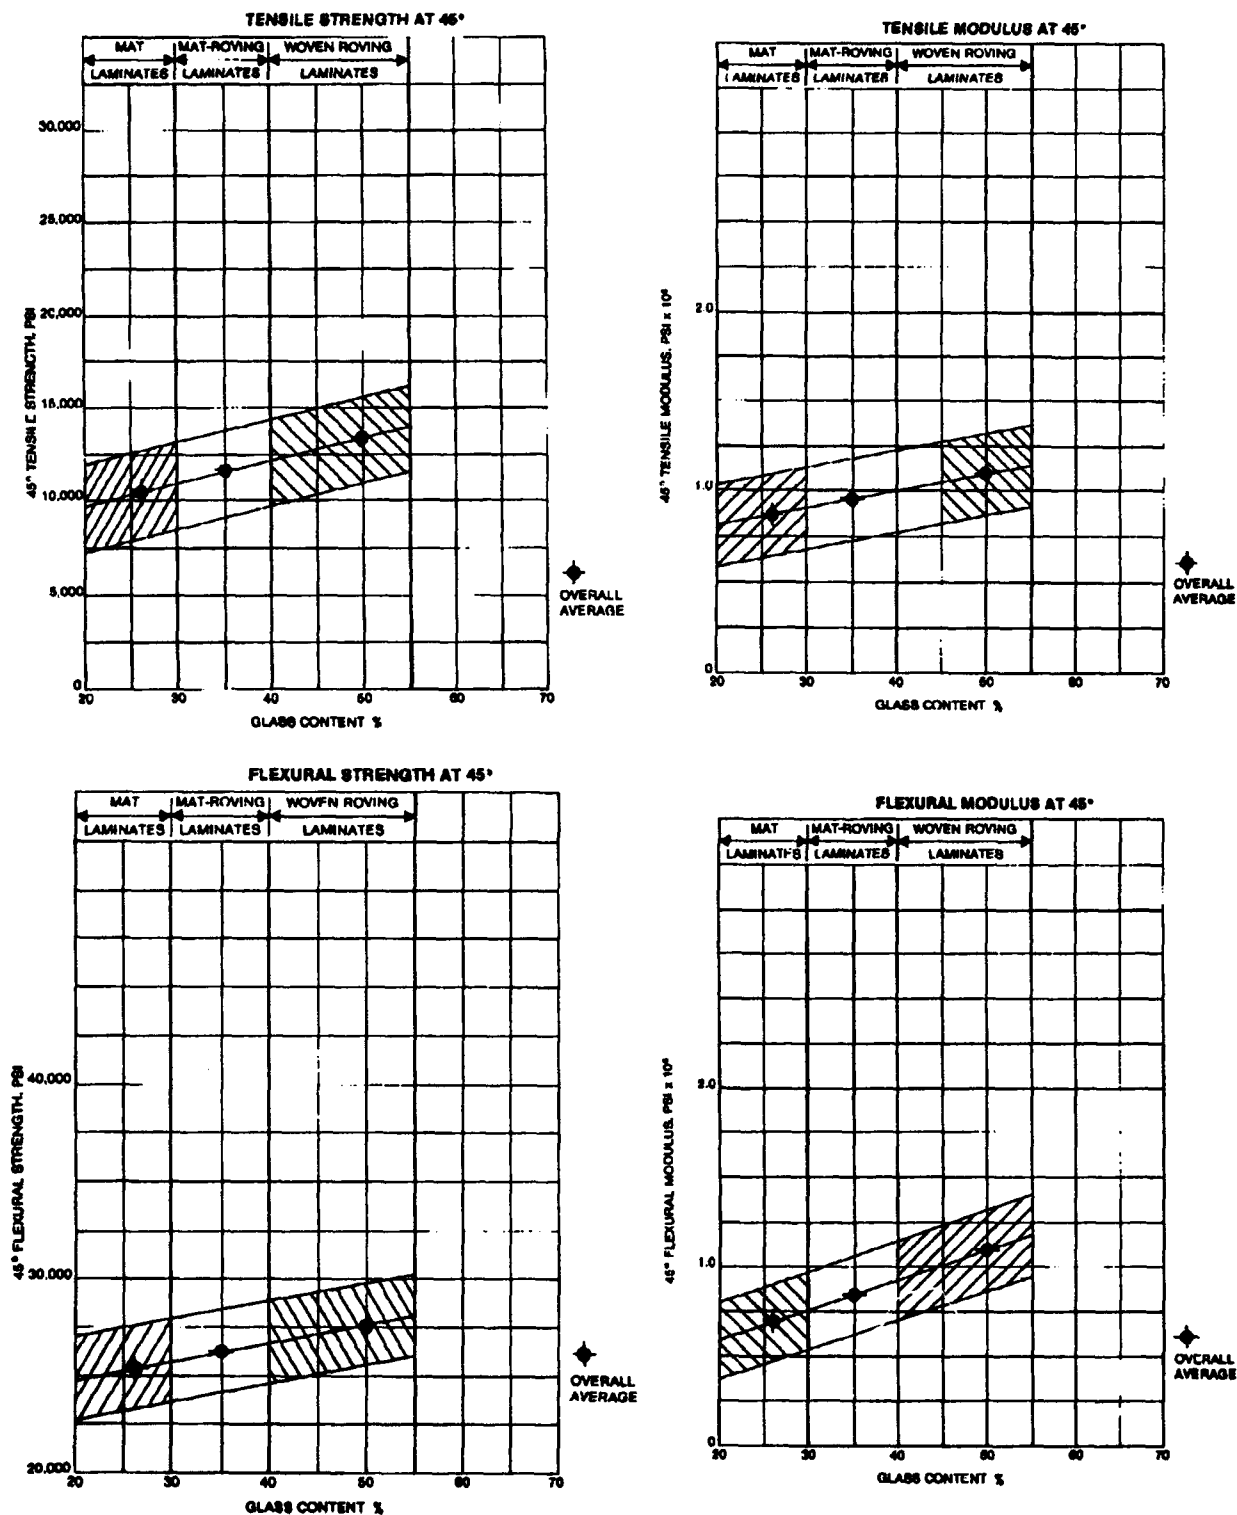 TENSILE STRENGTH AT 45°
MAT MAT-ROVING WOVEN ROVING
LAMINATES LAMINATES LAMINATES
30,000
25,000
20,000
15,000
10,000
5,000
0
45° TENSILE STRENGTH, PSI
20 30 40 50 60 70
GLASS CONTENT %
OVERALL
AVERAGE
TENSILE MODULUS AT 45°
MAT MAT-ROVING WOVEN ROVING
LAMINATES LAMINATES LAMINATES
2.0
1.0
0
45° TENSILE MODULUS, PSI x 10⁶
20 30 40 50 60 70
GLASS CONTENT %
OVERALL
AVERAGE
FLEXURAL STRENGTH AT 45°
MAT MAT-ROVING WOVEN ROVING
LAMINATES LAMINATES LAMINATES
40,000
30,000
20,000
45° FLEXURAL STRENGTH, PSI
20 30 40 50 60 70
GLASS CONTENT %
OVERALL
AVERAGE
FLEXURAL MODULUS AT 45°
MAT MAT-ROVING WOVEN ROVING
LAMINATES LAMINATES LAMINATES
2.0
1.0
0
45° FLEXURAL MODULUS, PSI x 10⁶
20 30 40 50 60 70
GLASS CONTENT %
OVERALL
AVERAGE